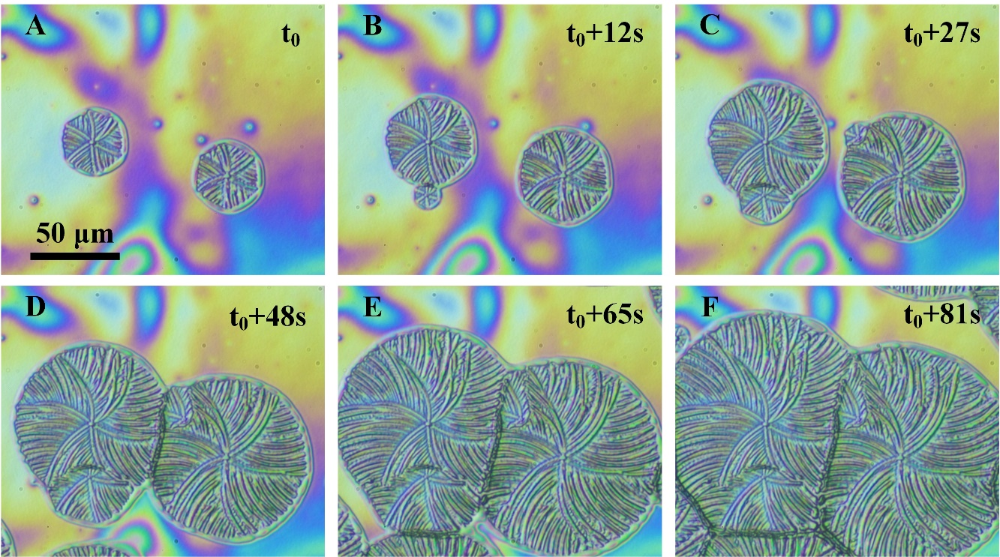 A
t₀
B
t₀+12s
C
t₀+27s
50 μm
D
t₀+48s
E
t₀+65s
F
t₀+81s